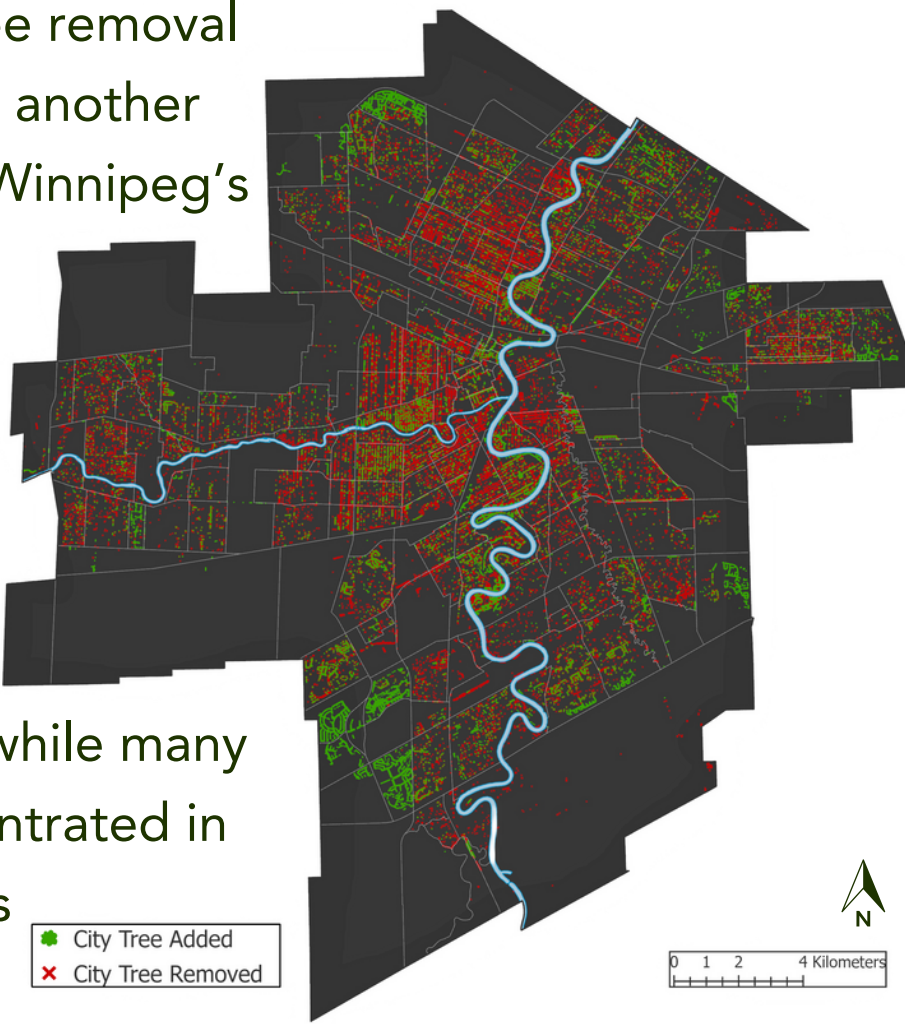 e removal
another
Winnipeg's
while many
ntrated in
s
City Tree Added
City Tree Removed
N
0 1 2 4 Kilometers